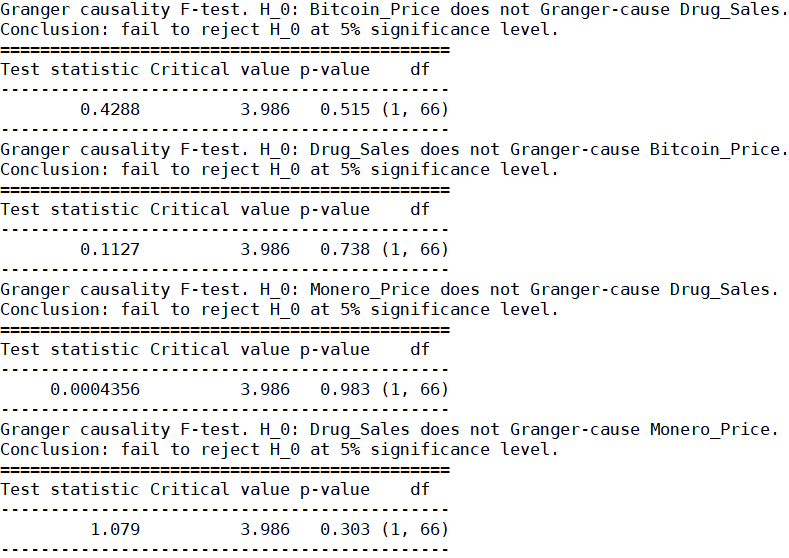 Granger causality F-test. H_0: Bitcoin_Price does not Granger-cause Drug_Sales.
Conclusion: fail to reject H_0 at 5% significance level.
=============================================
Test statistic Critical value p-value    df
---------------------------------------------
        0.4288          3.986   0.515 (1, 66)
---------------------------------------------
Granger causality F-test. H_0: Drug_Sales does not Granger-cause Bitcoin_Price.
Conclusion: fail to reject H_0 at 5% significance level.
=============================================
Test statistic Critical value p-value    df
---------------------------------------------
        0.1127          3.986   0.738 (1, 66)
---------------------------------------------
Granger causality F-test. H_0: Monero_Price does not Granger-cause Drug_Sales.
Conclusion: fail to reject H_0 at 5% significance level.
=============================================
Test statistic Critical value p-value    df
---------------------------------------------
     0.0004356          3.986   0.983 (1, 66)
---------------------------------------------
Granger causality F-test. H_0: Drug_Sales does not Granger-cause Monero_Price.
Conclusion: fail to reject H_0 at 5% significance level.
=============================================
Test statistic Critical value p-value    df
---------------------------------------------
         1.079          3.986   0.303 (1, 66)
---------------------------------------------